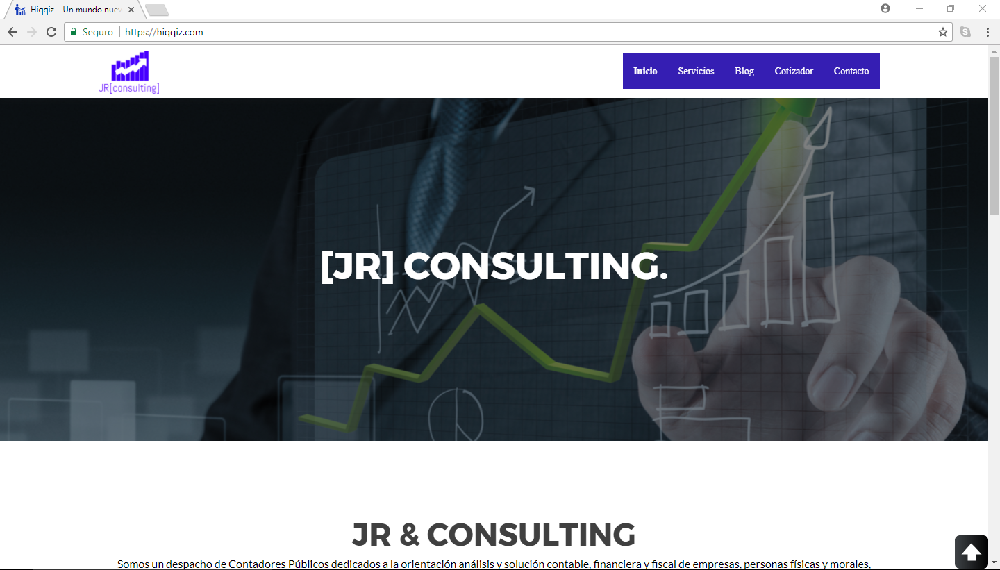 Hiqqiz – Un mundo nuev
Seguro https://hiqqiz.com
JR[consulting]
Inicio Servicios Blog Cotizador Contacto
[JR] CONSULTING.
JR & CONSULTING
Somos un despacho de Contadores Públicos dedicados a la orientación análisis y solución contable, financiera y fiscal de empresas, personas físicas y morales,